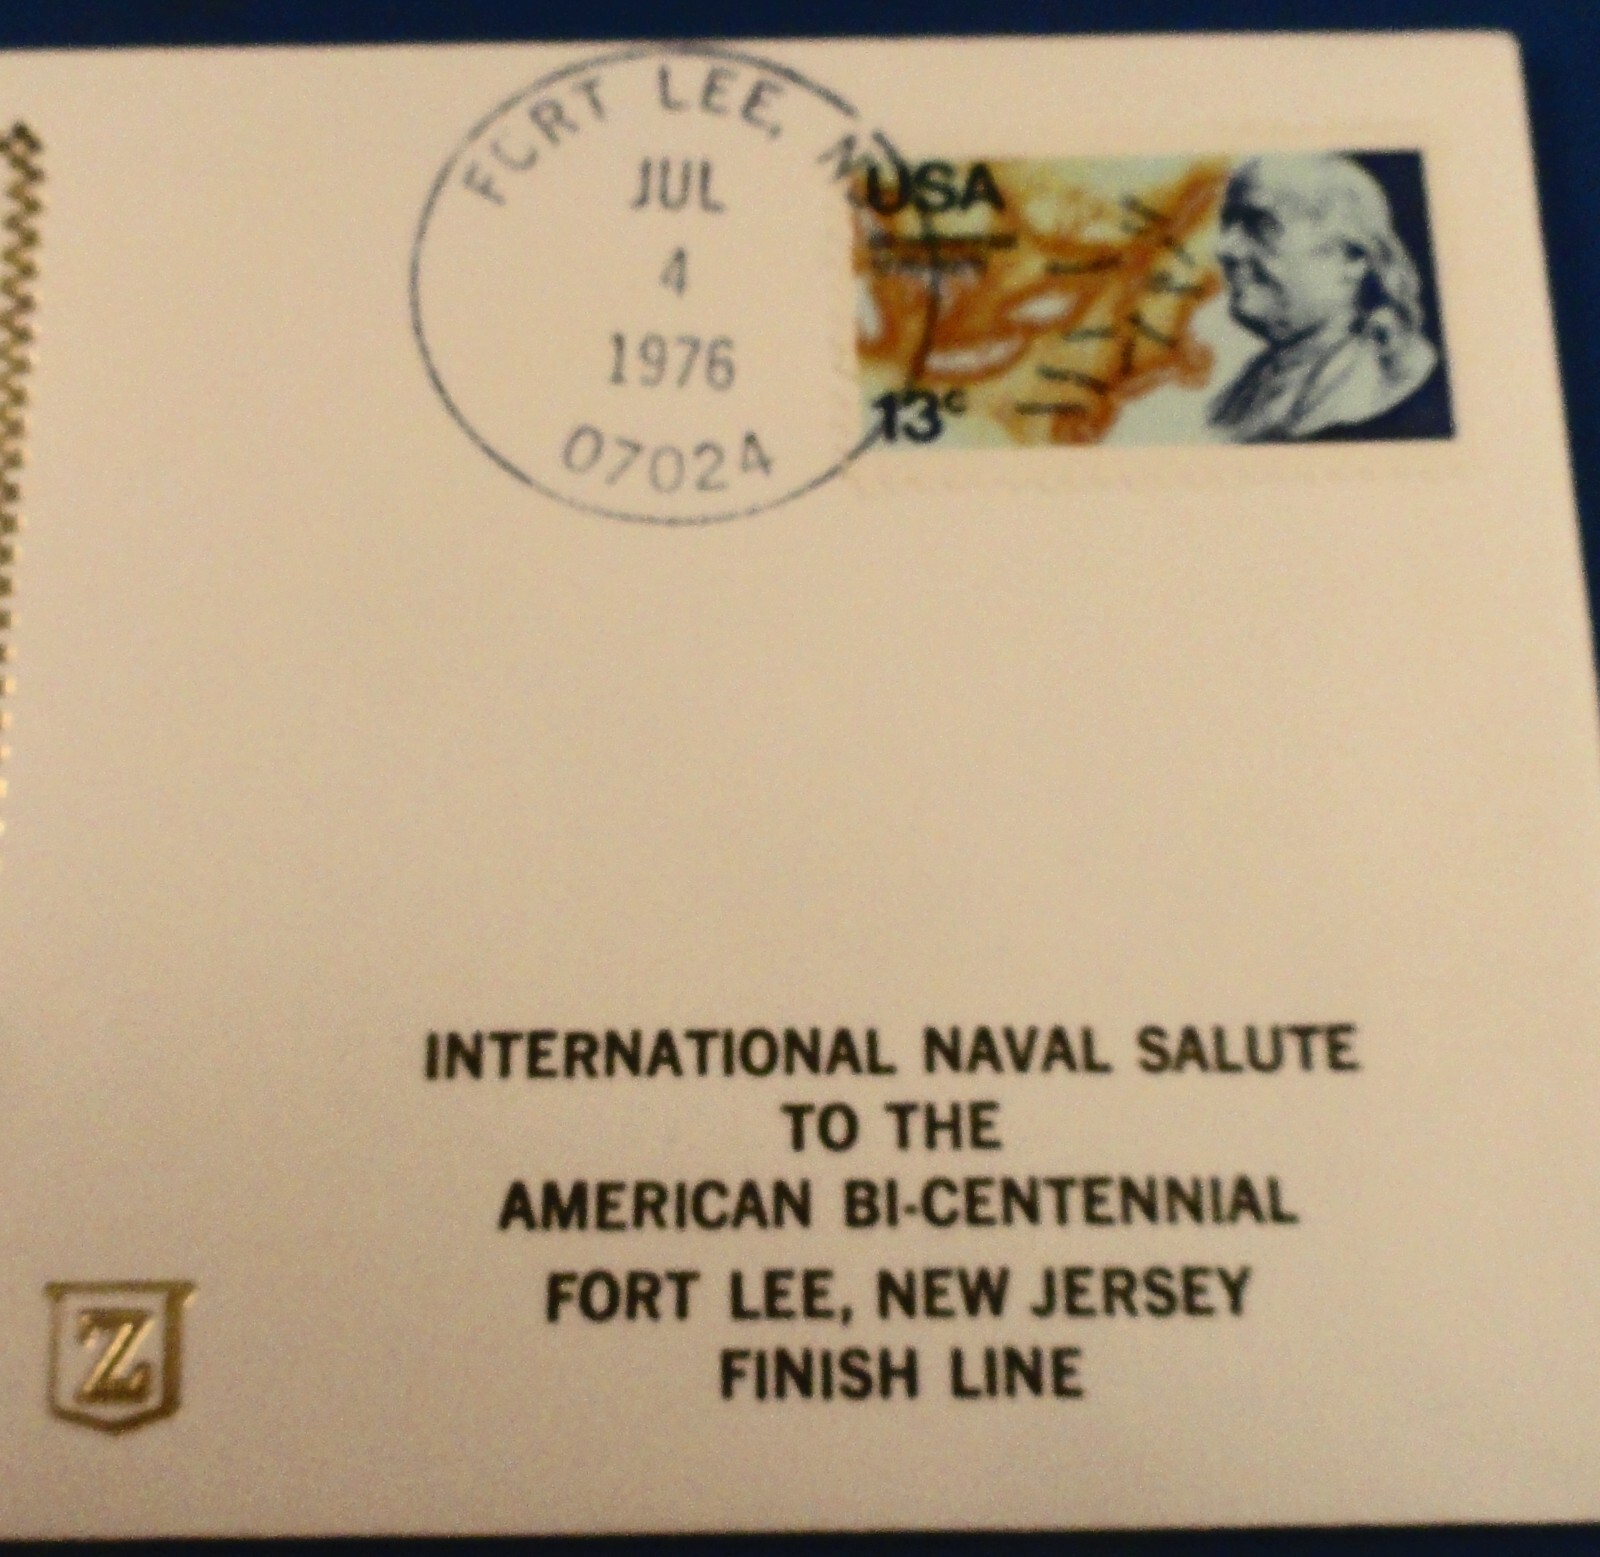 FORT LEE, N
JUL
4
1976
07024
USA
13c
INTERNATIONAL NAVAL SALUTE
TO THE
AMERICAN BI-CENTENNIAL
FORT LEE, NEW JERSEY
FINISH LINE
Z